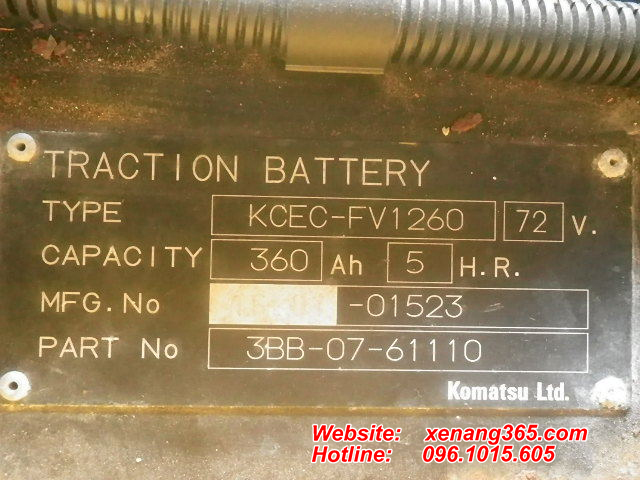 TRACTION BATTERY
TYPE KCEC-FV1260 72 V.
CAPACITY 360 Ah 5 H.R.
MFG.No -01523
PART No 3BB-07-61110
Komatsu Ltd.
Website: xenang365.com
Hotline: 096.1015.605